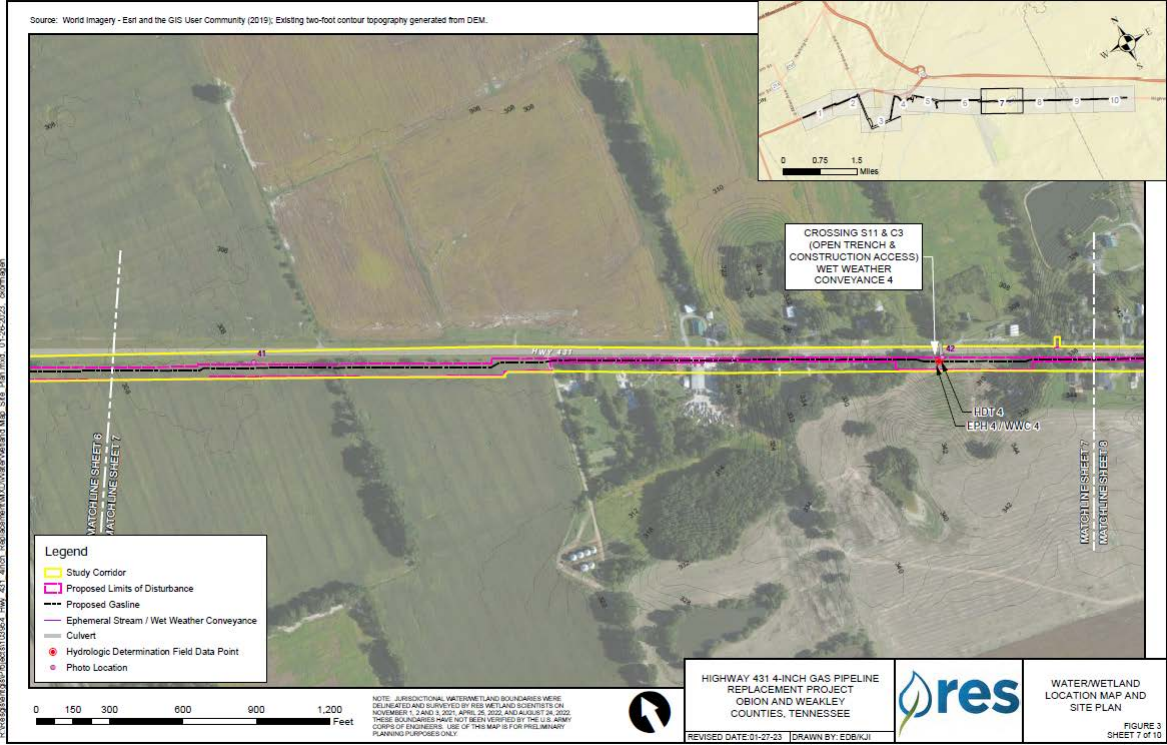 Source: World Imagery - Esri and the GIS User Community (2019); Existing two-foot contour topography generated from DEM.
N
E
S
W
1
2
3
4
5
6
7
8
9
10
0 0.75 1.5
Miles
CROSSING S11 & C3
(OPEN TRENCH &
CONSTRUCTION ACCESS)
WET WEATHER
CONVEYANCE 4
41
HWY 431
42
HDT 4
EPH 4 / WWC 4
MATCHLINE SHEET 6
MATCHLINE SHEET 7
MATCHLINE SHEET 7
MATCHLINE SHEET 8
Legend
Study Corridor
Proposed Limits of Disturbance
Proposed Gasline
Ephemeral Stream / Wet Weather Conveyance
Culvert
Hydrologic Determination Field Data Point
Photo Location
0 150 300 600 900 1,200
Feet
NOTE: JURISDICTIONAL WATER/WETLAND BOUNDARIES WERE
DELINEATED AND SURVEYED BY RES WETLAND SCIENTISTS ON
NOVEMBER 1, 2 AND 3, 2021, APRIL 25, 2022, AND AUGUST 24, 2022.
THESE BOUNDARIES HAVE NOT BEEN VERIFIED BY THE U.S. ARMY
CORPS OF ENGINEERS. USE OF THIS MAP IS FOR PRELIMINARY
PLANNING PURPOSES ONLY.
HIGHWAY 431 4-INCH GAS PIPELINE
REPLACEMENT PROJECT
OBION AND WEAKLEY
COUNTIES, TENNESSEE
REVISED DATE:01-27-23 DRAWN BY: EDB/KJI
res
WATER/WETLAND
LOCATION MAP AND
SITE PLAN
FIGURE 3
SHEET 7 of 10